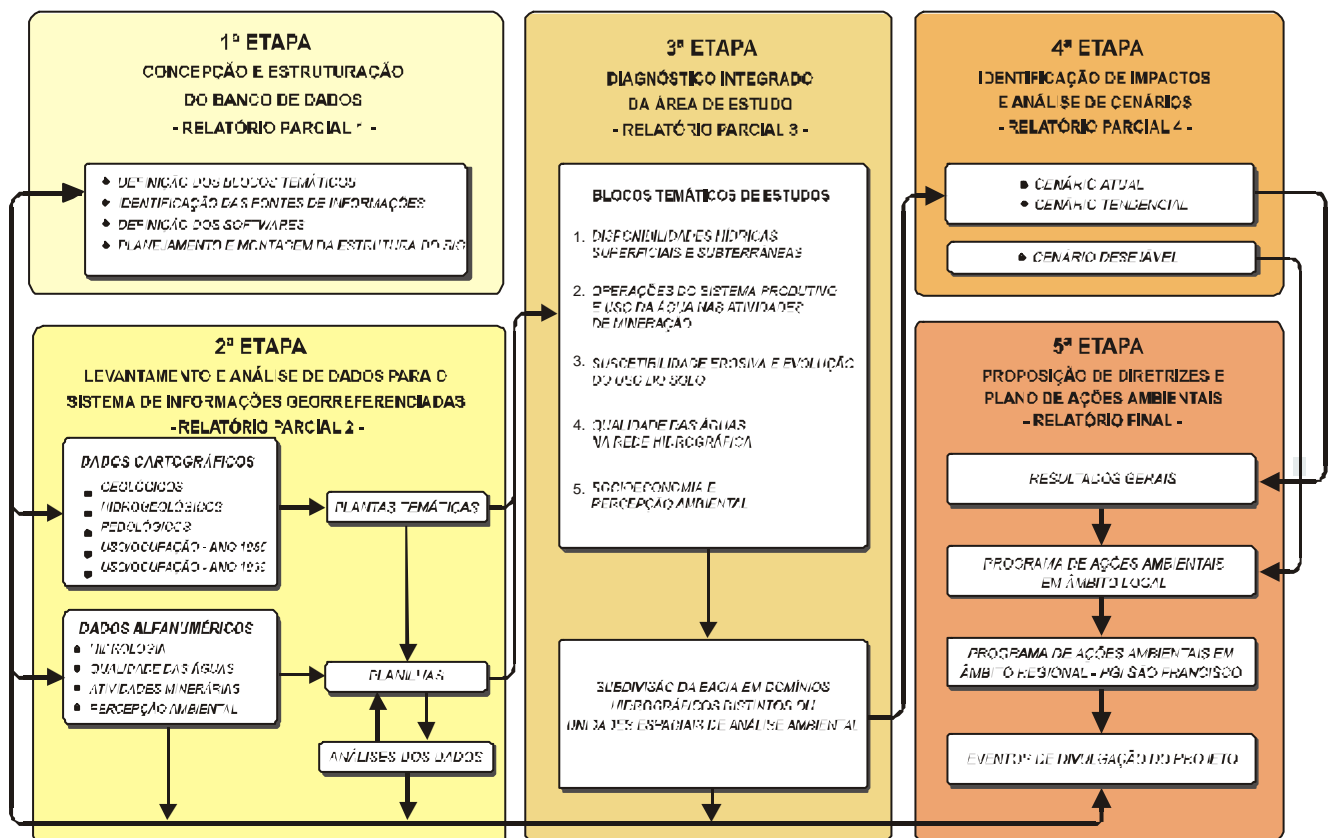 1ª ETAPA
CONCEPÇÃO E ESTRUTURAÇÃO
DO BANCO DE DADOS
- RELATÓRIO PARCIAL 1 -
• DEFINIÇÃO DOS BLOCOS TEMÁTICOS
• IDENTIFICAÇÃO DAS FONTES DE INFORMAÇÕES
• DEFINIÇÃO DOS SOFTWARES
• PLANEJAMENTO E MONTAGEM DA ESTRUTURA DO SIG
2ª ETAPA
LEVANTAMENTO E ANÁLISE DE DADOS PARA O
SISTEMA DE INFORMAÇÕES GEORREFERENCIADAS
- RELATÓRIO PARCIAL 2 -
DADOS CARTOGRÁFICOS
GEOLÓGICOS
HIDROGEOLÓGICOS
PEDOLÓGICOS
USO/OCUPAÇÃO - ANO
USO/OCUPAÇÃO - ANO
PLANTAS TEMÁTICAS
DADOS ALFANUMÉRICOS
HIDROLOGIA
QUALIDADE DAS ÁGUAS
ATIVIDADES MINERÁRIAS
PERCEPÇÃO AMBIENTAL
PLANILHAS
ANÁLISES DOS DADOS
3ª ETAPA
DIAGNÓSTICO INTEGRADO
DA ÁREA DE ESTUDO
- RELATÓRIO PARCIAL 3 -
BLOCOS TEMÁTICOS DE ESTUDOS
1. DISPONIBILIDADES HÍDRICAS
SUPERFICIAIS E SUBTERRÂNEAS
2. OPERAÇÕES DO SISTEMA PRODUTIVO
E USO DA ÁGUA NAS ATIVIDADES
DE MINERAÇÃO
3. SUSCETIBILIDADE EROSIVA E EVOLUÇÃO
DO USO DO SOLO
4. QUALIDADE DAS ÁGUAS
NA REDE HIDROGRÁFICA
5. SOCIOECONOMIA E
PERCEPÇÃO AMBIENTAL
SUBDIVISÃO DA BACIA EM DOMÍNIOS
HIDROGRÁFICOS DISTINTOS OU
UNIDADES ESPACIAIS DE ANÁLISE AMBIENTAL
4ª ETAPA
IDENTIFICAÇÃO DE IMPACTOS
E ANÁLISE DE CENÁRIOS
- RELATÓRIO PARCIAL 4 -
• CENÁRIO ATUAL
• CENÁRIO TENDENCIAL
• CENÁRIO DESEJÁVEL
5ª ETAPA
PROPOSIÇÃO DE DIRETRIZES E
PLANO DE AÇÕES AMBIENTAIS
- RELATÓRIO FINAL -
RESULTADOS GERAIS
PROGRAMA DE AÇÕES AMBIENTAIS
EM ÂMBITO LOCAL
PROGRAMA DE AÇÕES AMBIENTAIS EM
ÂMBITO REGIONAL - PGI SÃO FRANCISCO
EVENTOS DE DIVULGAÇÃO DO PROJETO